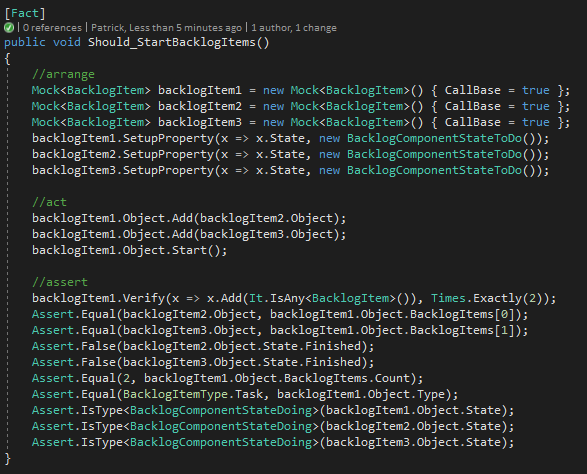 [Fact]
| 0 references | Patrick, Less than 5 minutes ago | 1 author, 1 change
public void Should_StartBacklogItems()
{
//arrange
Mock<BacklogItem> backlogItem1 = new Mock<BacklogItem>() { CallBase = true };
Mock<BacklogItem> backlogItem2 = new Mock<BacklogItem>() { CallBase = true };
Mock<BacklogItem> backlogItem3 = new Mock<BacklogItem>() { CallBase = true };
backlogItem1.SetupProperty(x => x.State, new BacklogComponentStateToDo());
backlogItem2.SetupProperty(x => x.State, new BacklogComponentStateToDo());
backlogItem3.SetupProperty(x => x.State, new BacklogComponentStateToDo());
//act
backlogItem1.Object.Add(backlogItem2.Object);
backlogItem1.Object.Add(backlogItem3.Object);
backlogItem1.Object.Start();
//assert
backlogItem1.Verify(x => x.Add(It.IsAny<BacklogItem>()), Times.Exactly(2));
Assert.Equal(backlogItem2.Object, backlogItem1.Object.BacklogItems[0]);
Assert.Equal(backlogItem3.Object, backlogItem1.Object.BacklogItems[1]);
Assert.False(backlogItem2.Object.State.Finished);
Assert.False(backlogItem3.Object.State.Finished);
Assert.Equal(2, backlogItem1.Object.BacklogItems.Count);
Assert.Equal(BacklogItemType.Task, backlogItem1.Object.Type);
Assert.IsType<BacklogComponentStateDoing>(backlogItem1.Object.State);
Assert.IsType<BacklogComponentStateDoing>(backlogItem2.Object.State);
Assert.IsType<BacklogComponentStateDoing>(backlogItem3.Object.State);
}